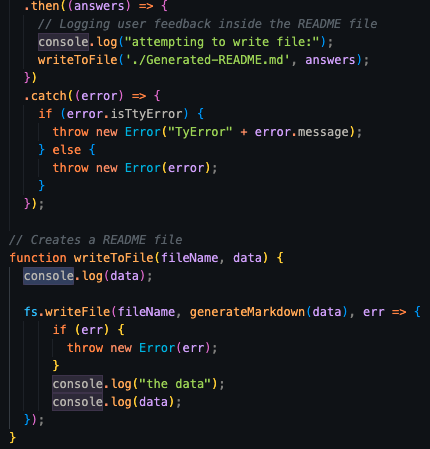 .then((answers) => {
// Logging user feedback inside the README file
console.log("attempting to write file:");
writeToFile('./Generated-README.md', answers);
})
.catch((error) => {
if (error.isTtyError) {
throw new Error("TyError" + error.message);
} else {
throw new Error(error);
}
});
// Creates a README file
function writeToFile(fileName, data) {
console.log(data);
fs.writeFile(fileName, generateMarkdown(data), err => {
if (err) {
throw new Error(err);
}
console.log("the data");
console.log(data);
});
}